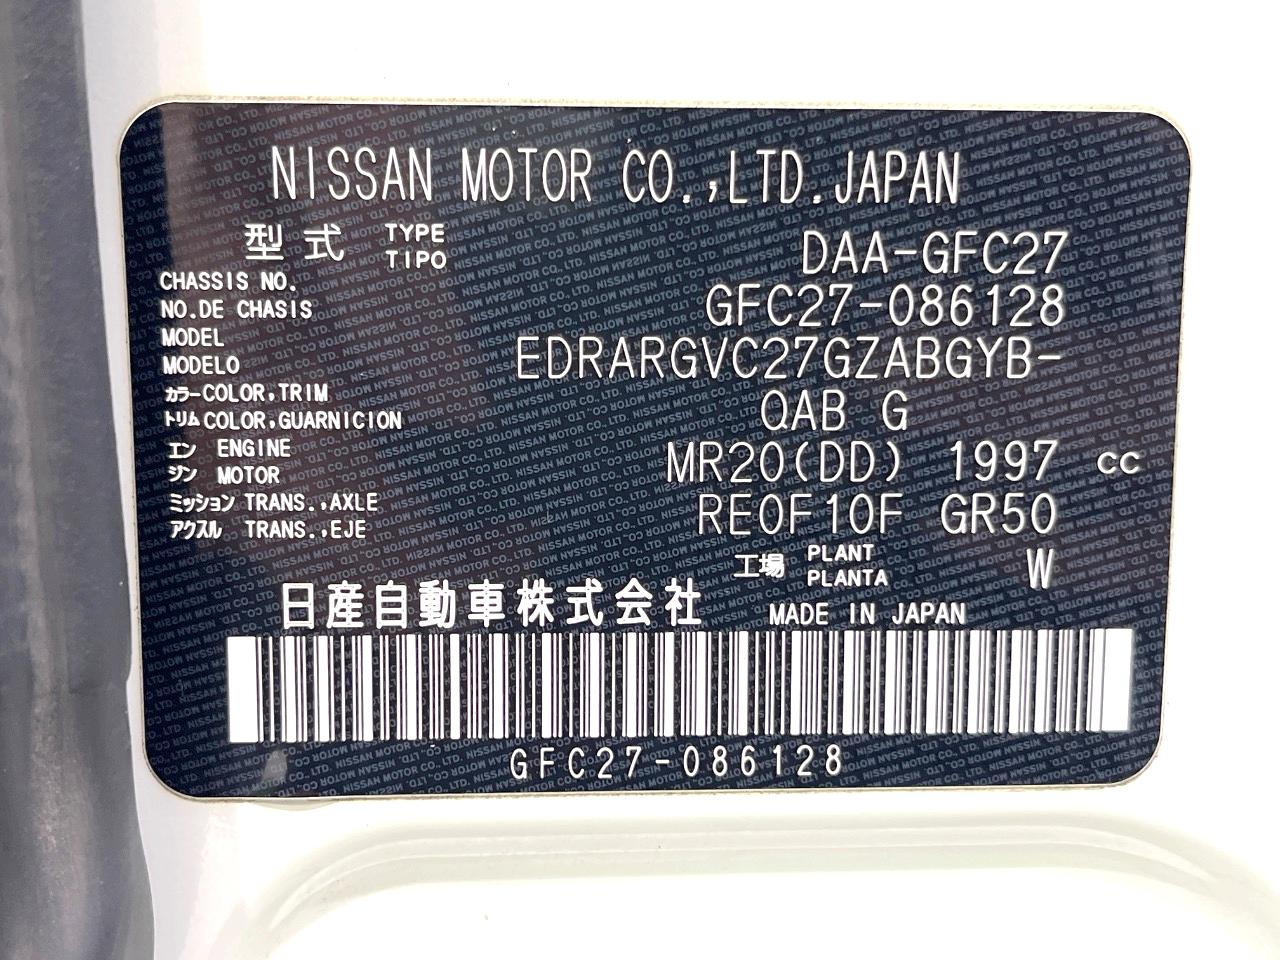 NISSAN MOTOR CO.,LTD.JAPAN
型式 TYPE TIPO DAA-GFC27
CHASSIS NO.
NO.DE CHASIS GFC27-086128
MODEL
MODELO EDRARGVC27GZABGYB-
カラー COLOR,TRIM
トリム COLOR,GUARNICION QAB G
エン ENGINE
ジン MOTOR MR20(DD) 1997 cc
ミッション TRANS.,AXLE
アクスル TRANS.,EJE RE0F10F GR50
工場 PLANT PLANTA W
日産自動車株式会社 MADE IN JAPAN
GFC27-086128